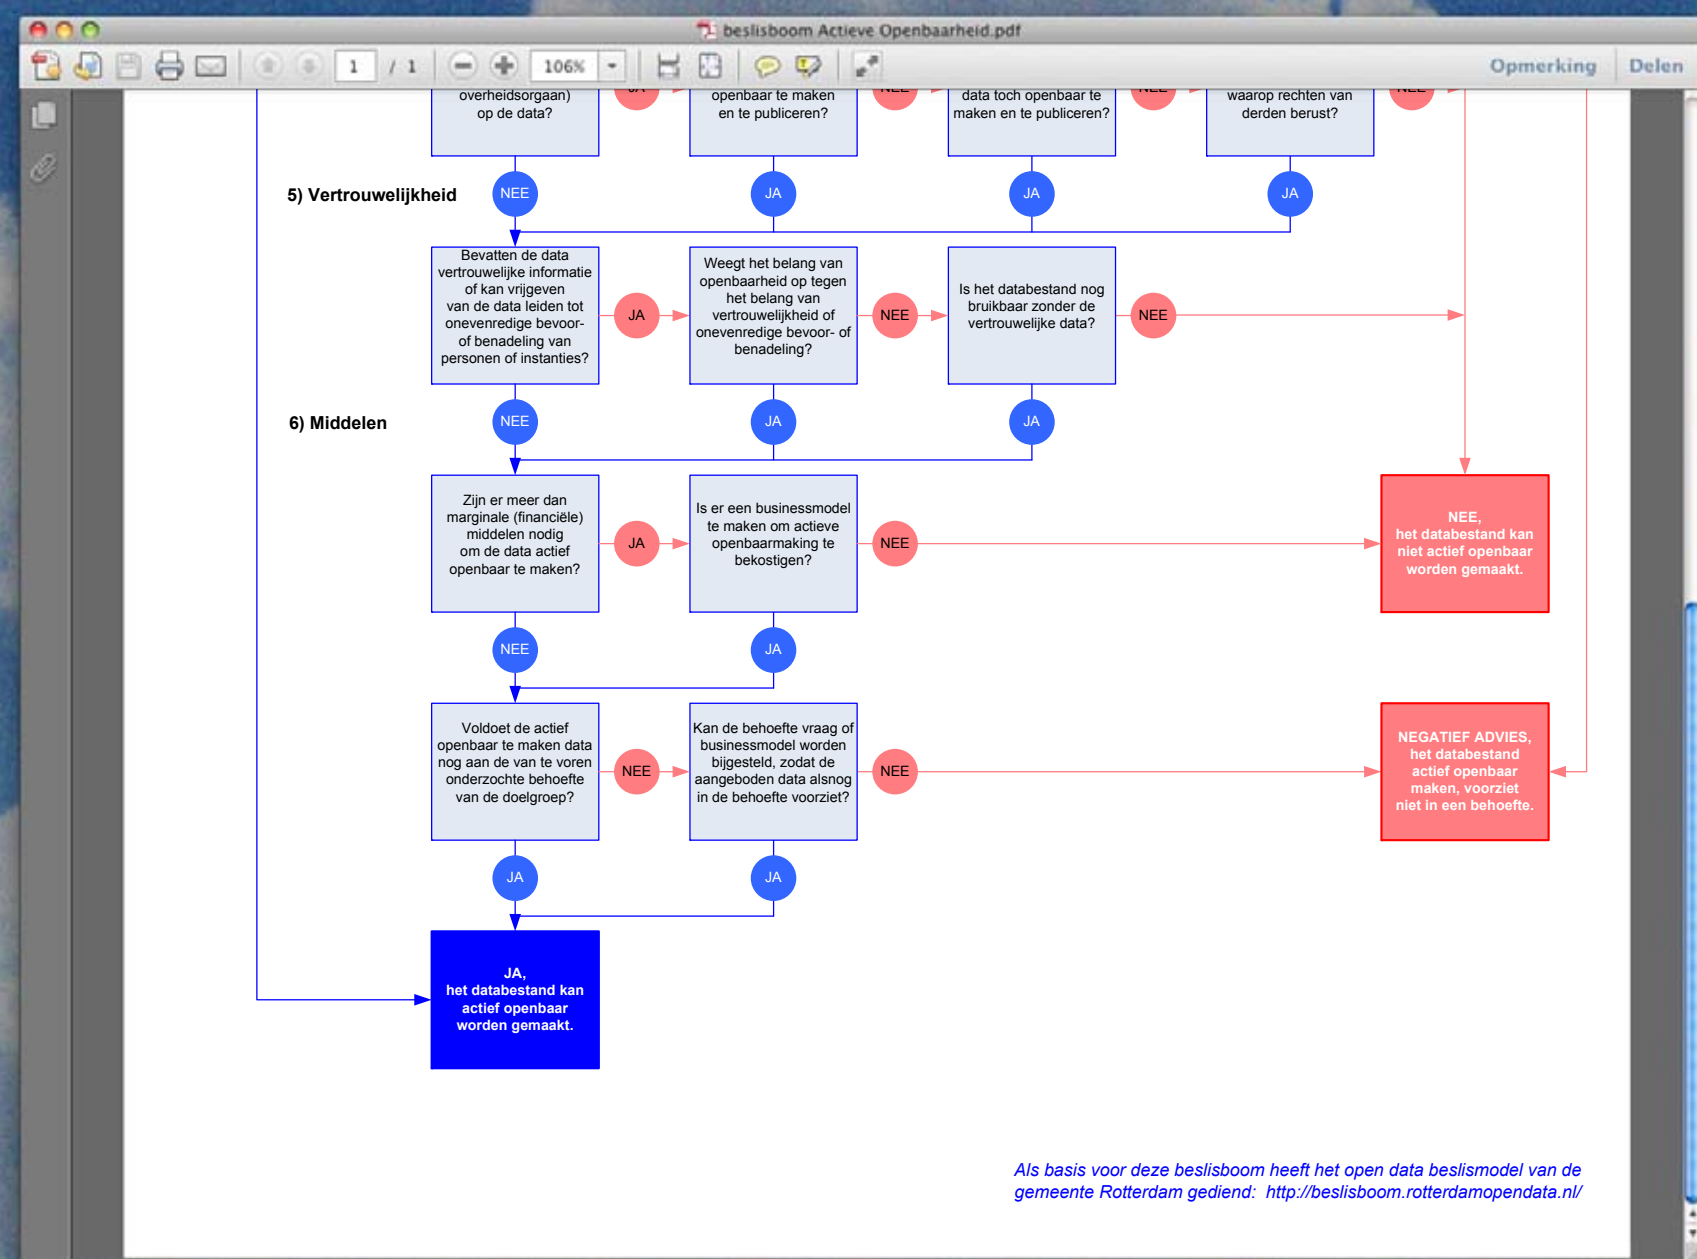 beslisboom Actieve Openbaarheid.pdf
1 / 1
106%
Opmerking
Delen
overheidsorgaan)
op de data?
JA
openbaar te maken
en te publiceren?
NEE
data toch openbaar te
maken en te publiceren?
NEE
waarop rechten van
derden berust?
NEE
5) Vertrouwelijkheid
NEE
JA
JA
JA
Bevatten de data
vertrouwelijke informatie
of kan vrijgeven
van de data leiden tot
onevenredige bevoor-
of benadeling van
personen of instanties?
JA
Weegt het belang van
openbaarheid op tegen
het belang van
vertrouwelijkheid of
onevenredige bevoor- of
benadeling?
NEE
Is het databestand nog
bruikbaar zonder de
vertrouwelijke data?
NEE
6) Middelen
NEE
JA
JA
Zijn er meer dan
marginale (financiële)
middelen nodig
om de data actief
openbaar te maken?
JA
Is er een businessmodel
te maken om actieve
openbaarmaking te
bekostigen?
NEE
NEE,
het databestand kan
niet actief openbaar
worden gemaakt.
NEE
JA
Voldoet de actief
openbaar te maken data
nog aan de van te voren
onderzochte behoefte
van de doelgroep?
NEE
Kan de behoefte vraag of
businessmodel worden
bijgesteld, zodat de
aangeboden data alsnog
in de behoefte voorziet?
NEE
NEGATIEF ADVIES,
het databestand
actief openbaar
maken, voorziet
niet in een behoefte.
JA
JA
JA,
het databestand kan
actief openbaar
worden gemaakt.
Als basis voor deze beslisboom heeft het open data beslismodel van de
gemeente Rotterdam gediend: http://beslisboom.rotterdamopendata.nl/